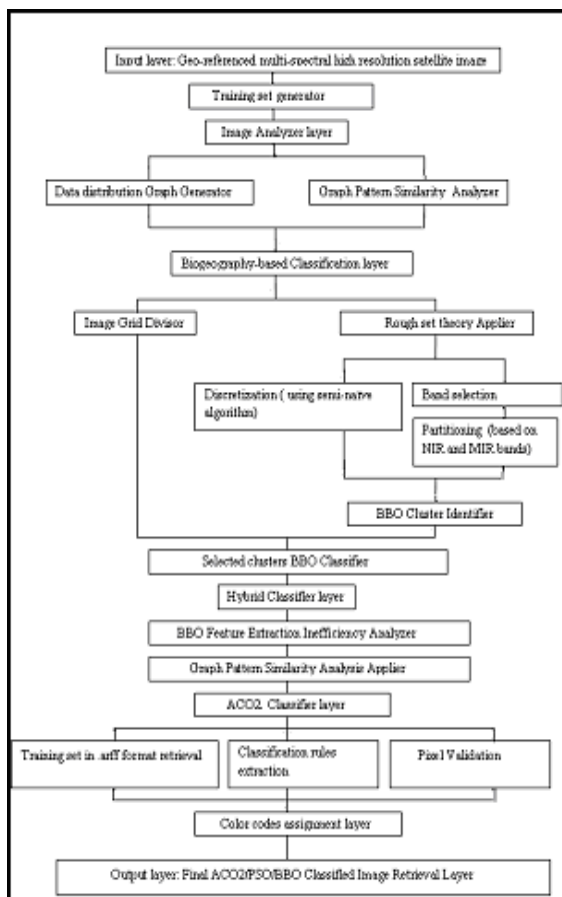 Input layer: Geo-referenced multi-spectral high resolution satellite image
Training set generator
Image Analyzer layer
Data distribution Graph Generator
Graph Pattern Similarity Analyzer
Biogeography-based Classification layer
Image Grid Divisor
Rough set theory Applier
Discretization ( using semi-naive
algorithm)
Band selection
Partitioning (based on
NIR and MIR bands)
BBO Cluster Identifier
Selected clusters BBO Classifier
Hybrid Classifier layer
BBO Feature Extraction Inefficiency Analyzer
Graph Pattern Similarity Analysis Applier
ACO2 Classifier layer
Training set in .arff format retrieval
Classification rules
extraction
Pixel Validation
Color codes assignment layer
Output layer: Final ACO2/PSO/BBO Classified Image Retrieval Layer